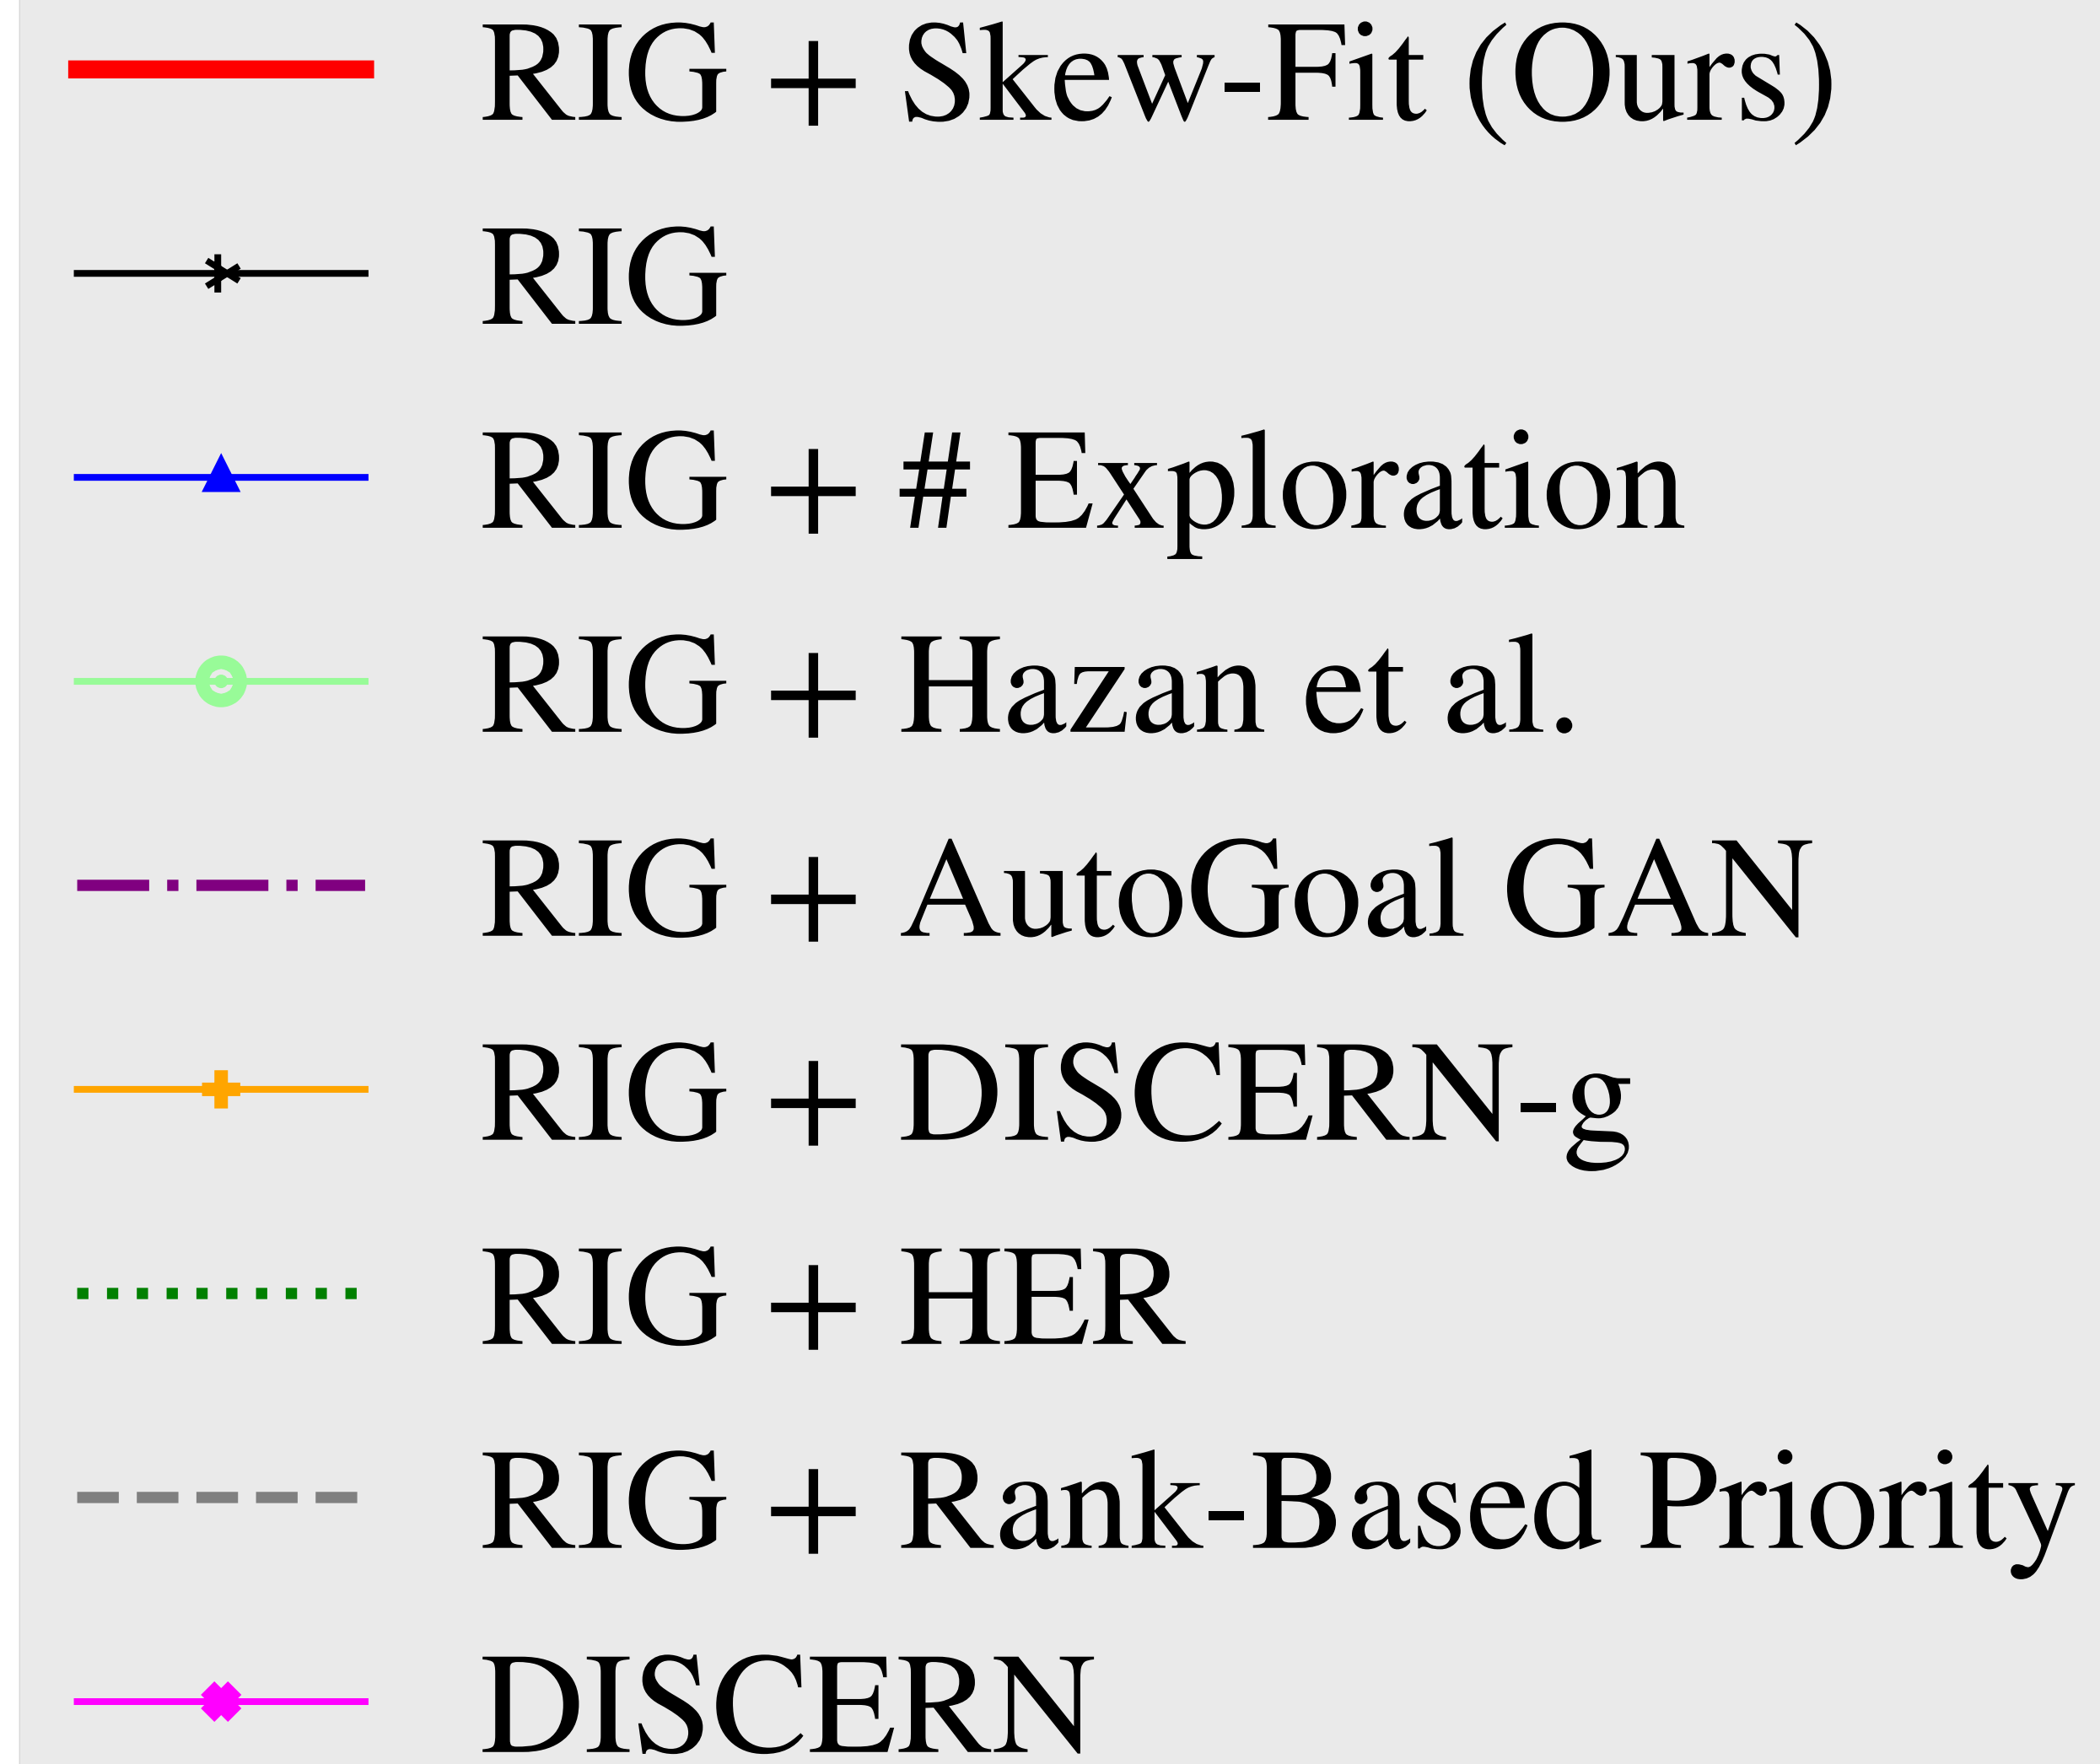 RIG + Skew-Fit (Ours)
RIG
RIG + # Exploration
RIG + Hazan et al.
RIG + AutoGoal GAN
RIG + DISCERN-g
RIG + HER
RIG + Rank-Based Priority
DISCERN